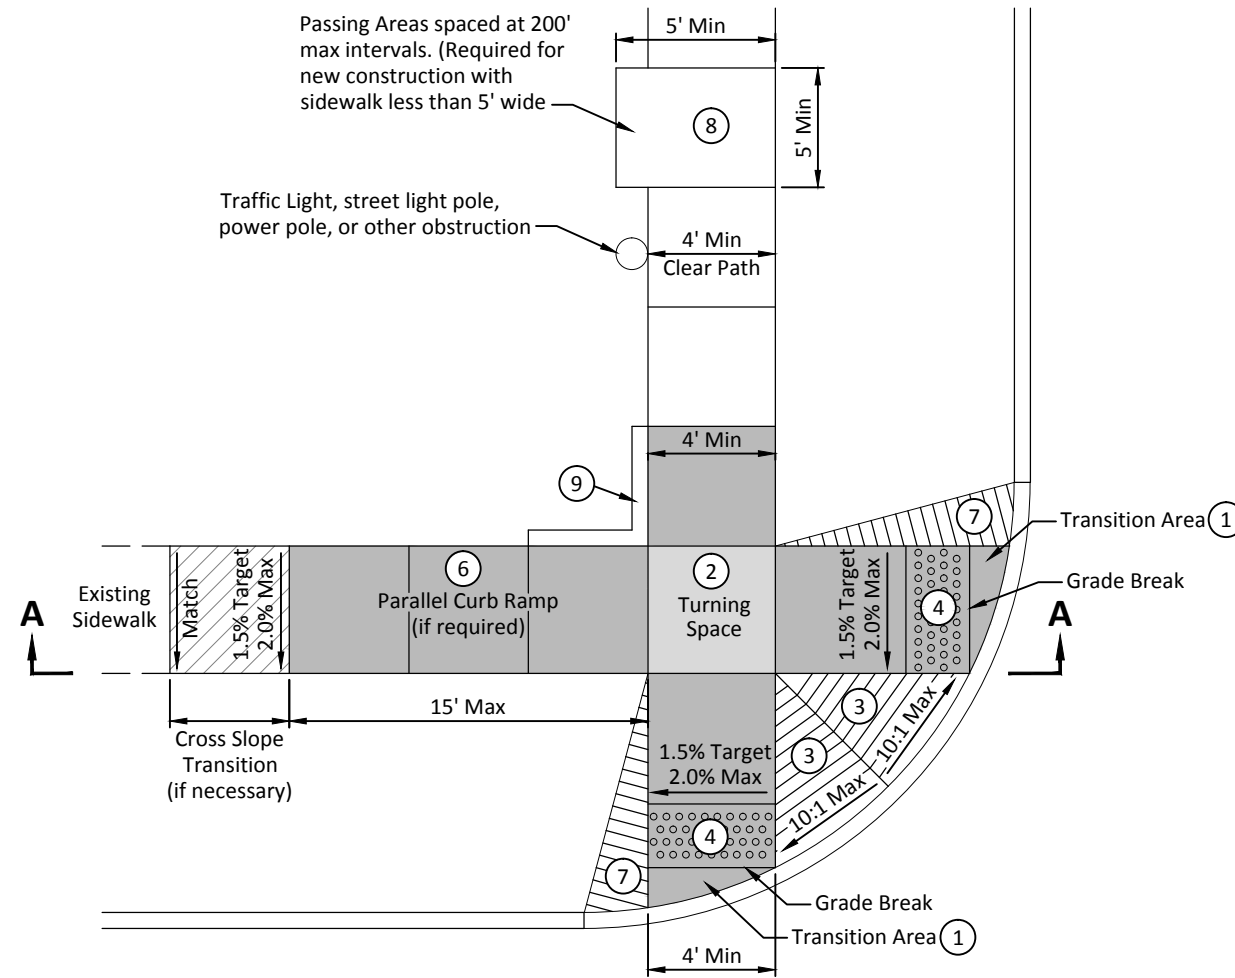 Passing Areas spaced at 200'
max intervals. (Required for
new construction with
sidewalk less than 5' wide
5' Min
8
5' Min
Traffic Light, street light pole,
power pole, or other obstruction
4' Min
Clear Path
4' Min
9
7
Transition Area 1
Grade Break
Existing
Sidewalk
A
Match
1.5% Target
2.0% Max
6
Parallel Curb Ramp
(if required)
2
Turning
Space
1.5% Target
2.0% Max
4
A
15' Max
Cross Slope
Transition
(if necessary)
3
10:1 Max
3
10:1 Max
1.5% Target
2.0% Max
4
7
Grade Break
Transition Area 1
4' Min